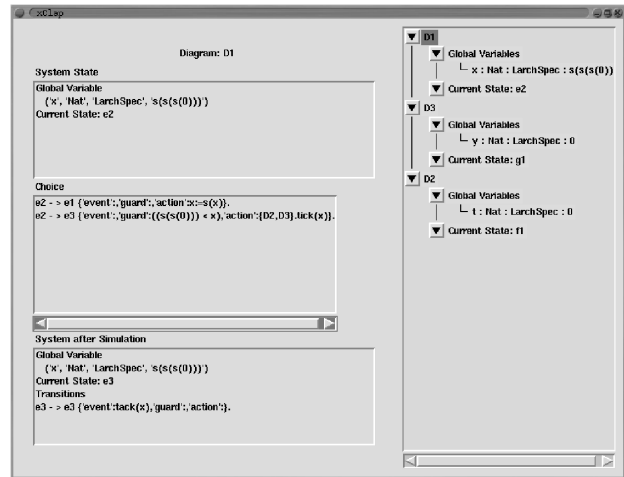 xClap
Diagram: D1
System State
Global Variable
('x', 'Nat', 'LarchSpec', 's(s(s(0)))')
Current State: e2
Choice
e2 - > e1 {'event':,'guard':,'action':x:=s(x)}.
e2 - > e3 {'event':,'guard':((s(s(0))) < x),'action':{D2,D3}.tick(x)}.
System after Simulation
Global Variable
('x', 'Nat', 'LarchSpec', 's(s(s(0)))')
Current State: e3
Transitions
e3 - > e3 {'event':tack(x),'guard':,'action':}.
D1
Global Variables
x : Nat : LarchSpec : s(s(s(0))
Current State: e2
D3
Global Variables
y : Nat : LarchSpec : 0
Current State: g1
D2
Global Variables
t : Nat : LarchSpec : 0
Current State: f1